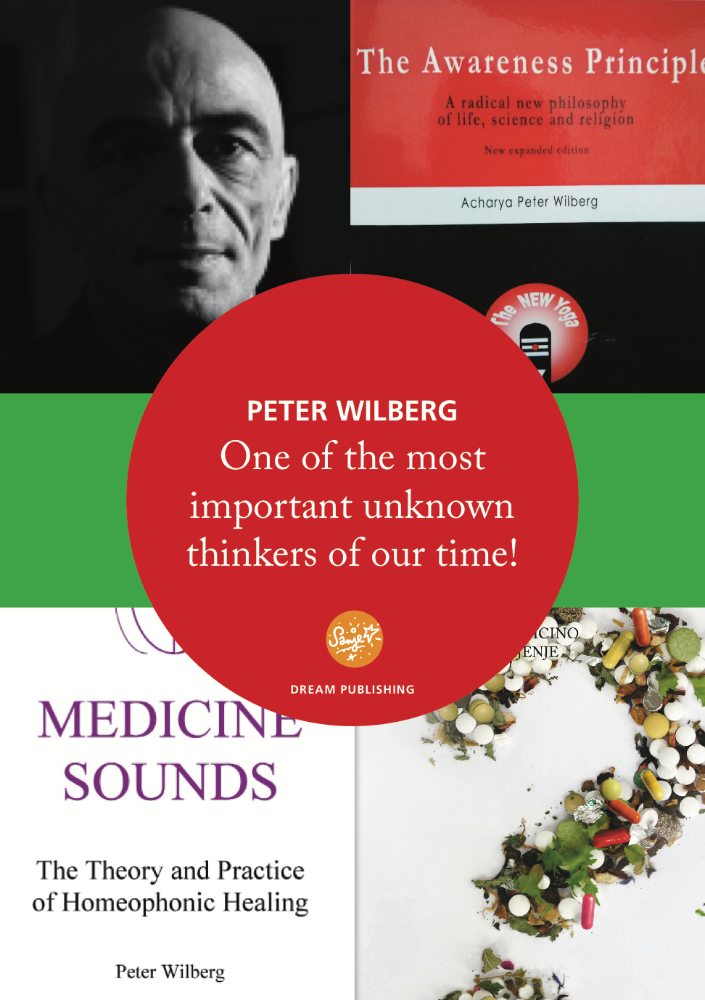 The Awareness Principle
A radical new philosophy
of life, science and religion
New expanded edition
Acharya Peter Wilberg
The NEW Yoga
PETER WILBERG
One of the most
important unknown
thinkers of our time!
Sanje
DREAM PUBLISHING
MEDICINE
SOUNDS
The Theory and Practice
of Homeophonic Healing
Peter Wilberg
ICINO
JENJE